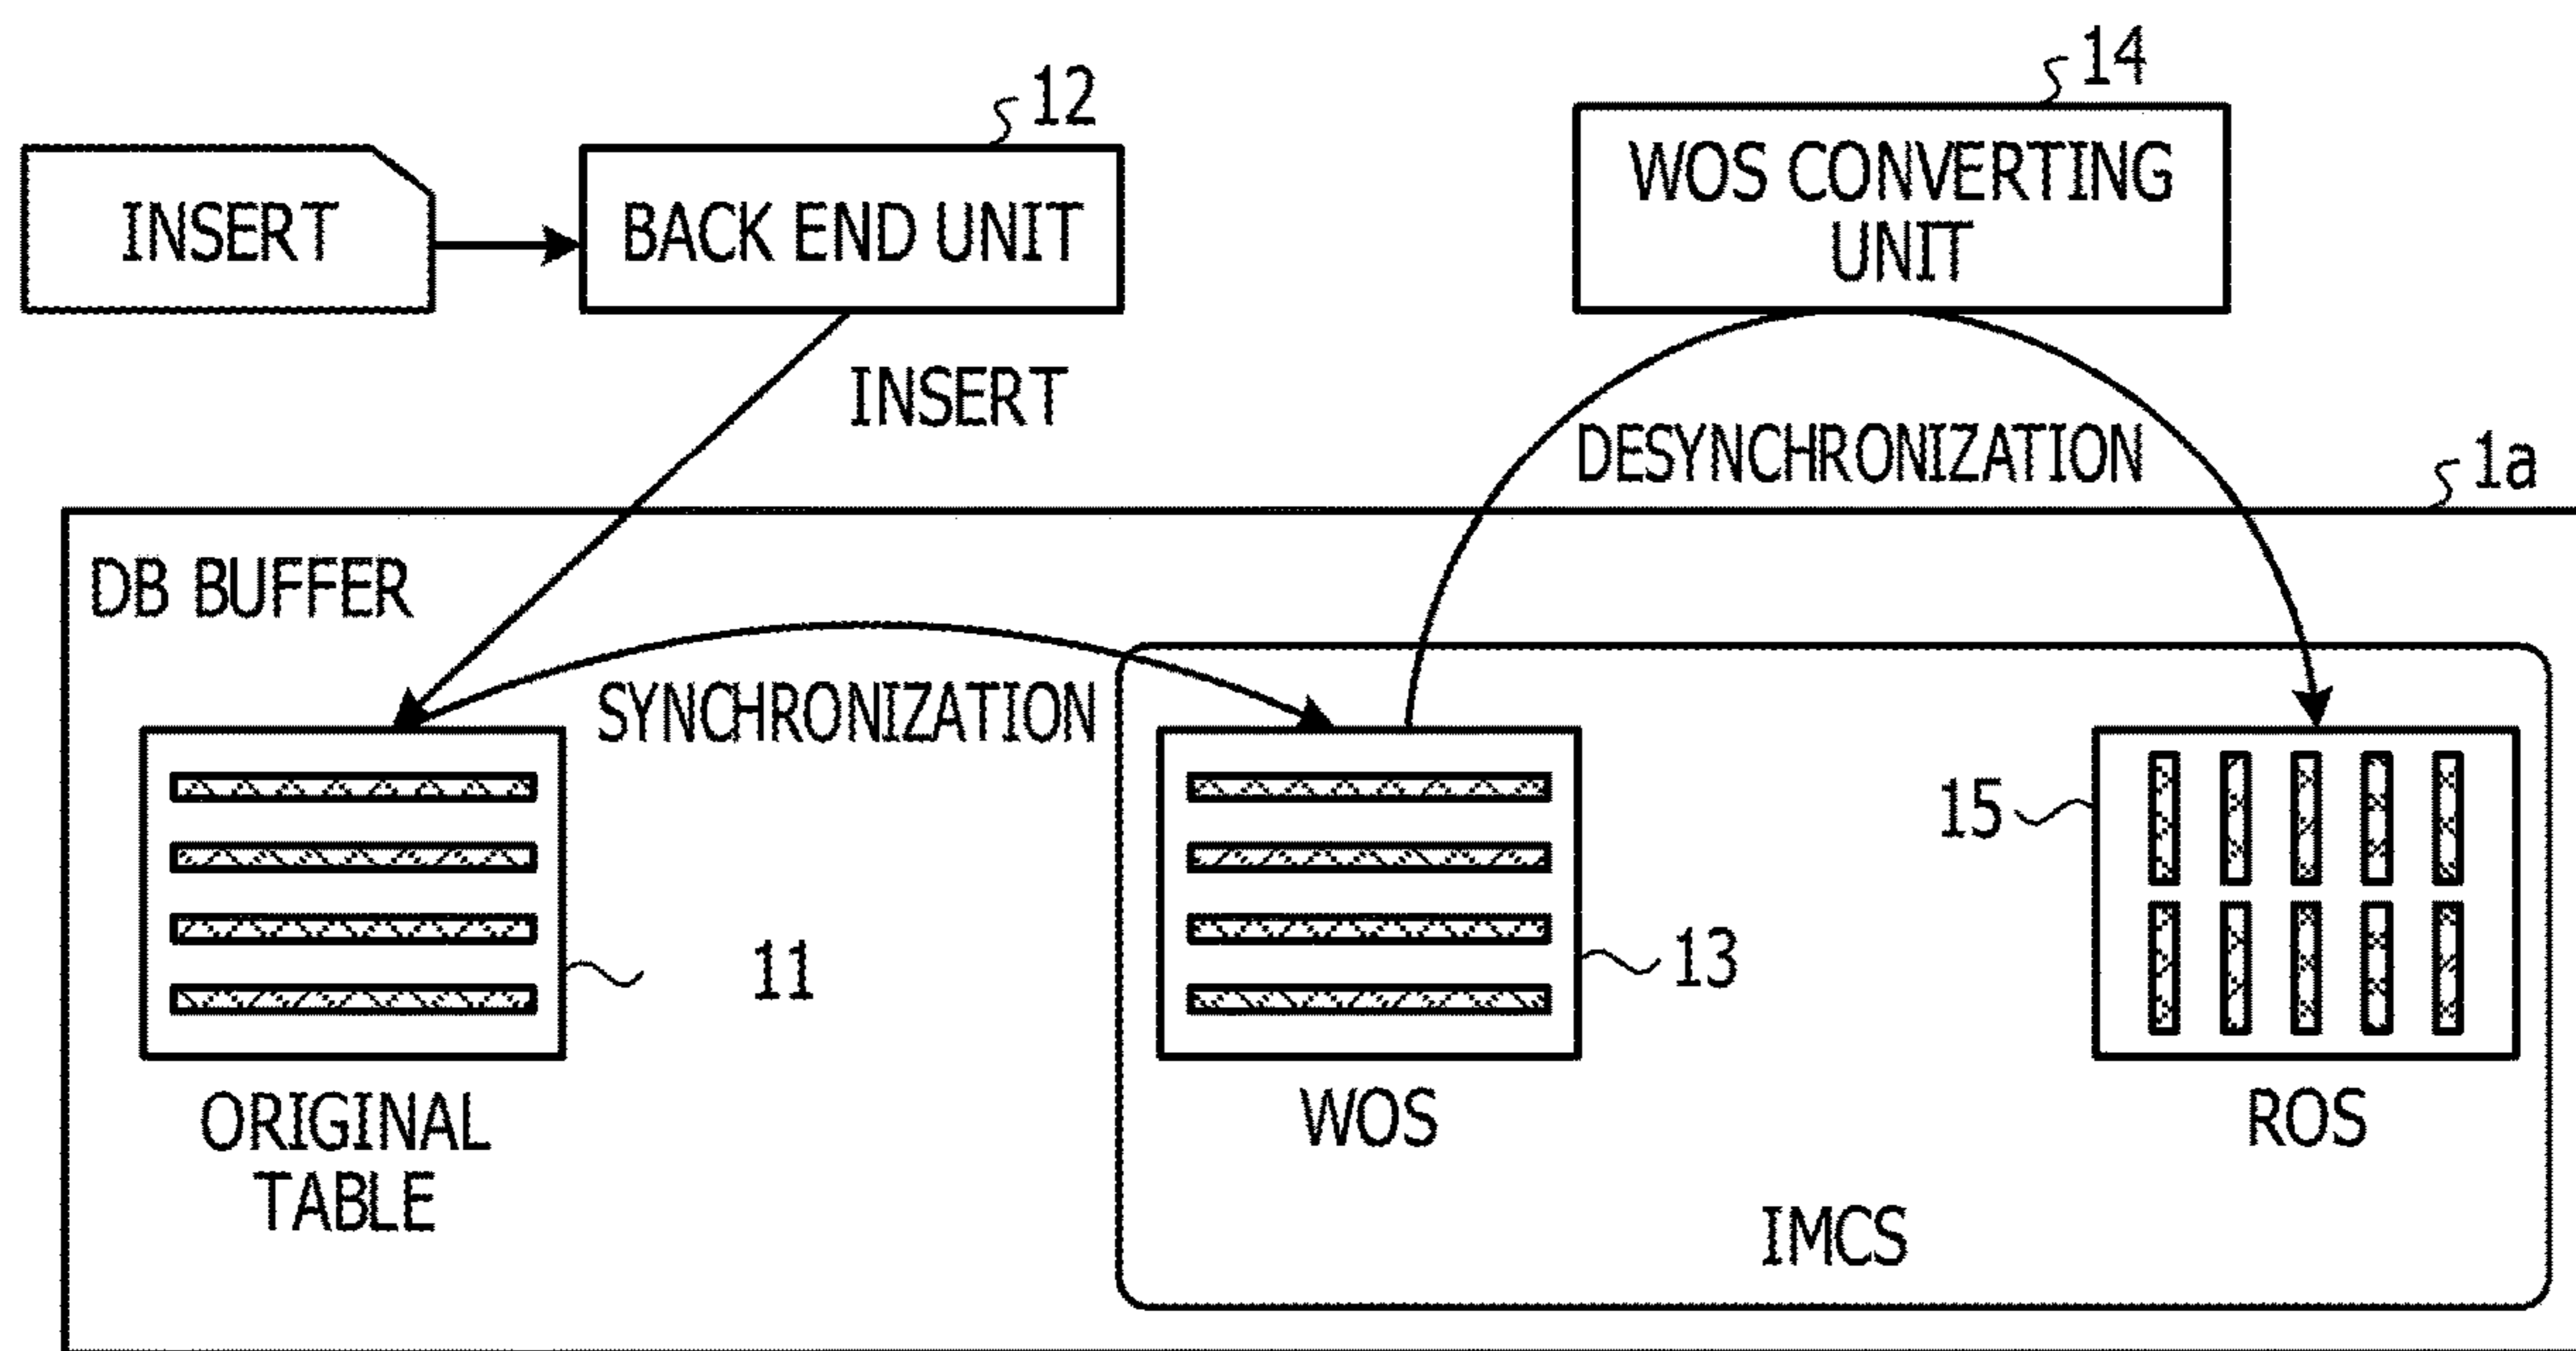 12
14
INSERT
BACK END UNIT
WOS CONVERTING
UNIT
INSERT
DESYNCHRONIZATION
1a
DB BUFFER
SYNCHRONIZATION
15
11
13
ORIGINAL
TABLE
WOS
ROS
IMCS